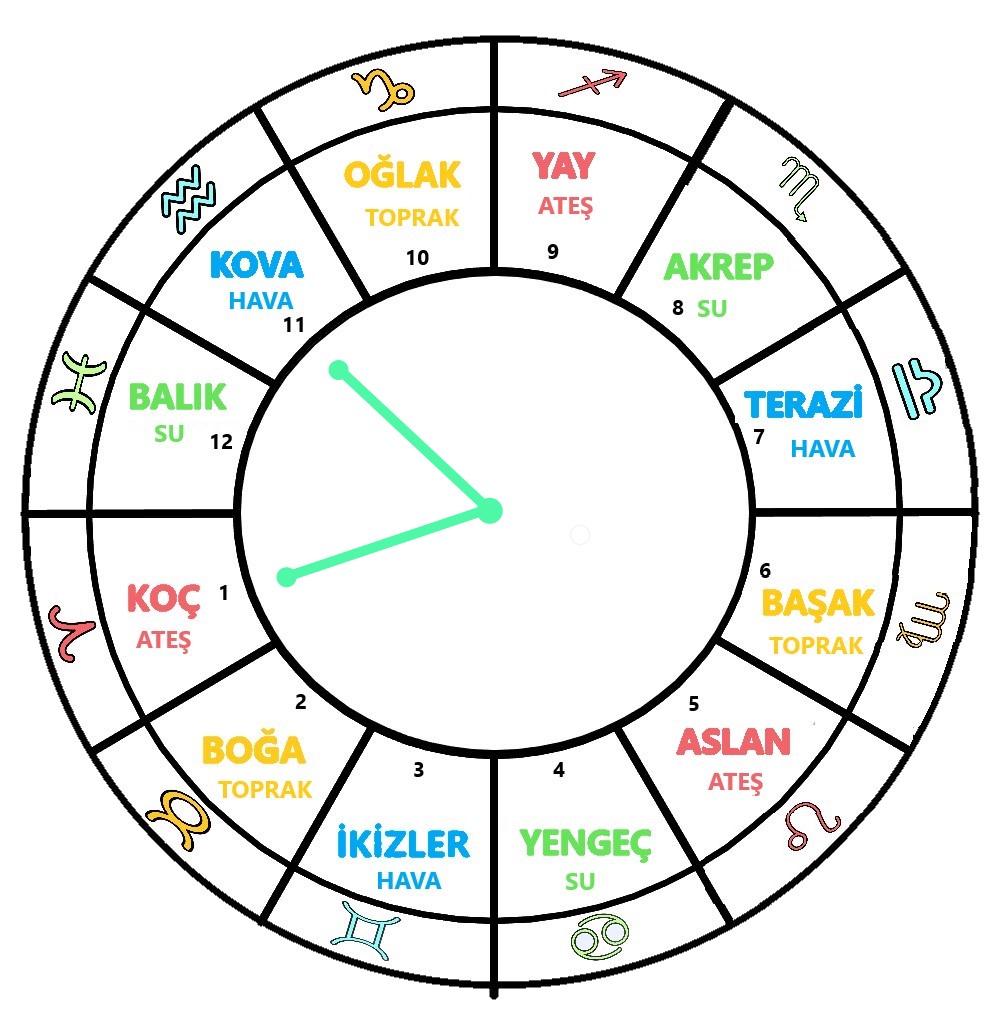 OĞLAK
TOPRAK
10
YAY
ATEŞ
9
AKREP
8 SU
TERAZİ
7
HAVA
6
BAŞAK
TOPRAK
5
ASLAN
ATEŞ
4
YENGEÇ
SU
3
İKİZLER
HAVA
2
BOĞA
TOPRAK
KOÇ 1
ATEŞ
BALIK
SU 12
KOVA
HAVA
11